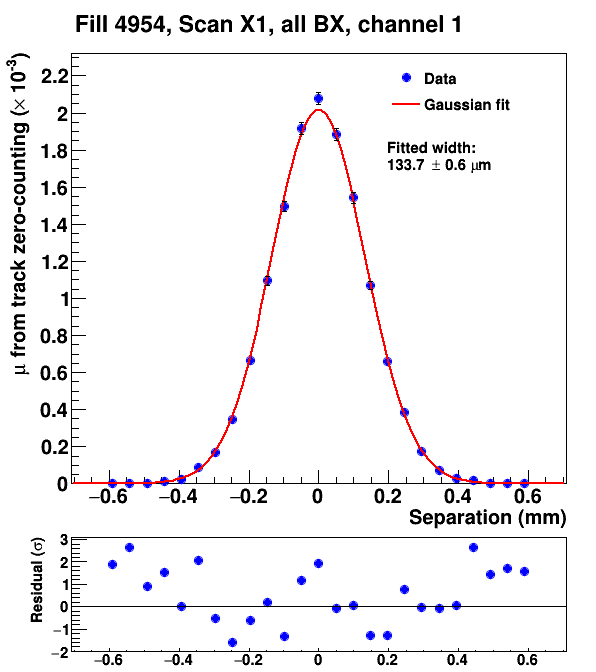 Fill 4954, Scan X1, all BX, channel 1
μ from track zero-counting (× 10⁻³)
2.2
2
1.8
1.6
1.4
1.2
1
0.8
0.6
0.4
0.2
0
Data
Gaussian fit
Fitted width:
133.7 ± 0.6 μm
−0.6 −0.4 −0.2 0 0.2 0.4 0.6
Separation (mm)
Residual (σ)
3
2
1
0
−1
−2
−0.6 −0.4 −0.2 0 0.2 0.4 0.6